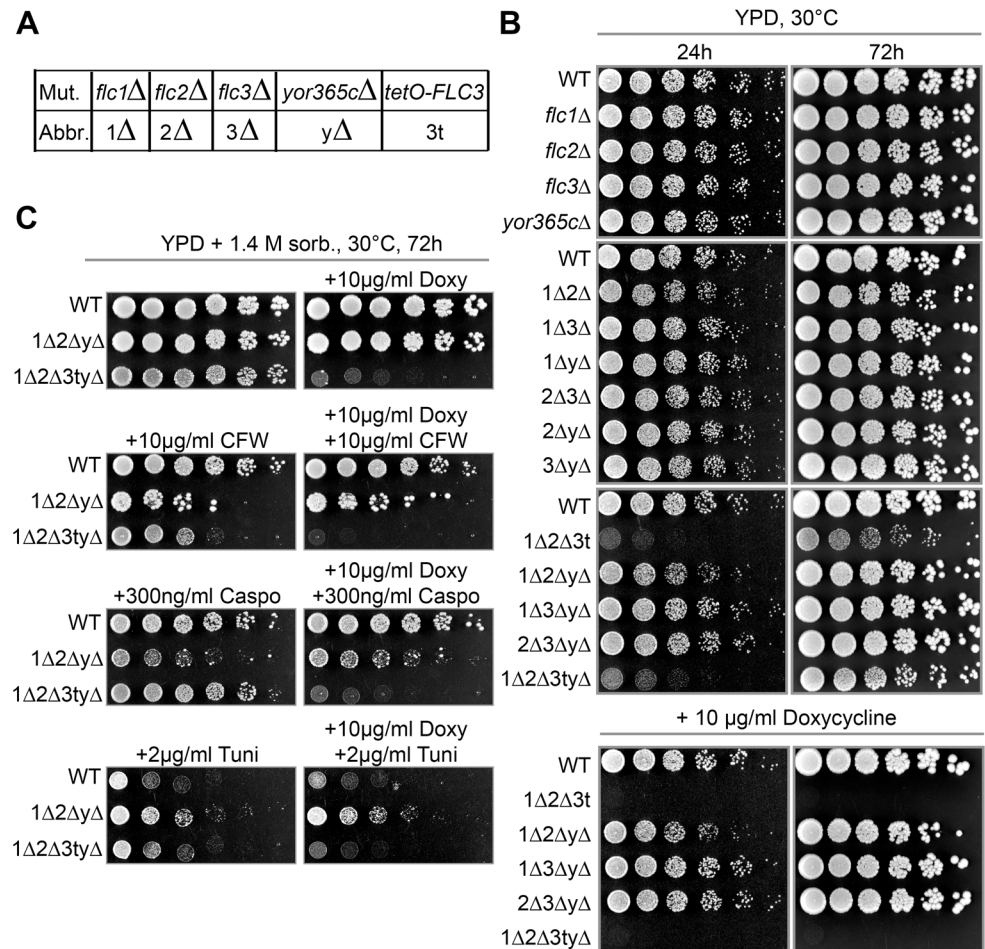 A
Mut. flc1Δ flc2Δ flc3Δ yor365cΔ tetO-FLC3
Abbr. 1Δ 2Δ 3Δ yΔ 3t
B
YPD, 30°C
24h 72h
WT
flc1Δ
flc2Δ
flc3Δ
yor365cΔ
WT
1Δ2Δ
1Δ3Δ
1ΔyΔ
2Δ3Δ
2ΔyΔ
3ΔyΔ
WT
1Δ2Δ3t
1Δ2ΔyΔ
1Δ3ΔyΔ
2Δ3ΔyΔ
1Δ2Δ3tyΔ
+ 10 µg/ml Doxycycline
WT
1Δ2Δ3t
1Δ2ΔyΔ
1Δ3ΔyΔ
2Δ3ΔyΔ
1Δ2Δ3tyΔ
C
YPD + 1.4 M sorb., 30°C, 72h
+10µg/ml Doxy
WT
1Δ2ΔyΔ
1Δ2Δ3tyΔ
+10µg/ml Doxy
+10µg/ml CFW +10µg/ml CFW
WT
1Δ2ΔyΔ
1Δ2Δ3tyΔ
+10µg/ml Doxy
+300ng/ml Caspo +300ng/ml Caspo
WT
1Δ2ΔyΔ
1Δ2Δ3tyΔ
+10µg/ml Doxy
+2µg/ml Tuni +2µg/ml Tuni
WT
1Δ2ΔyΔ
1Δ2Δ3tyΔ